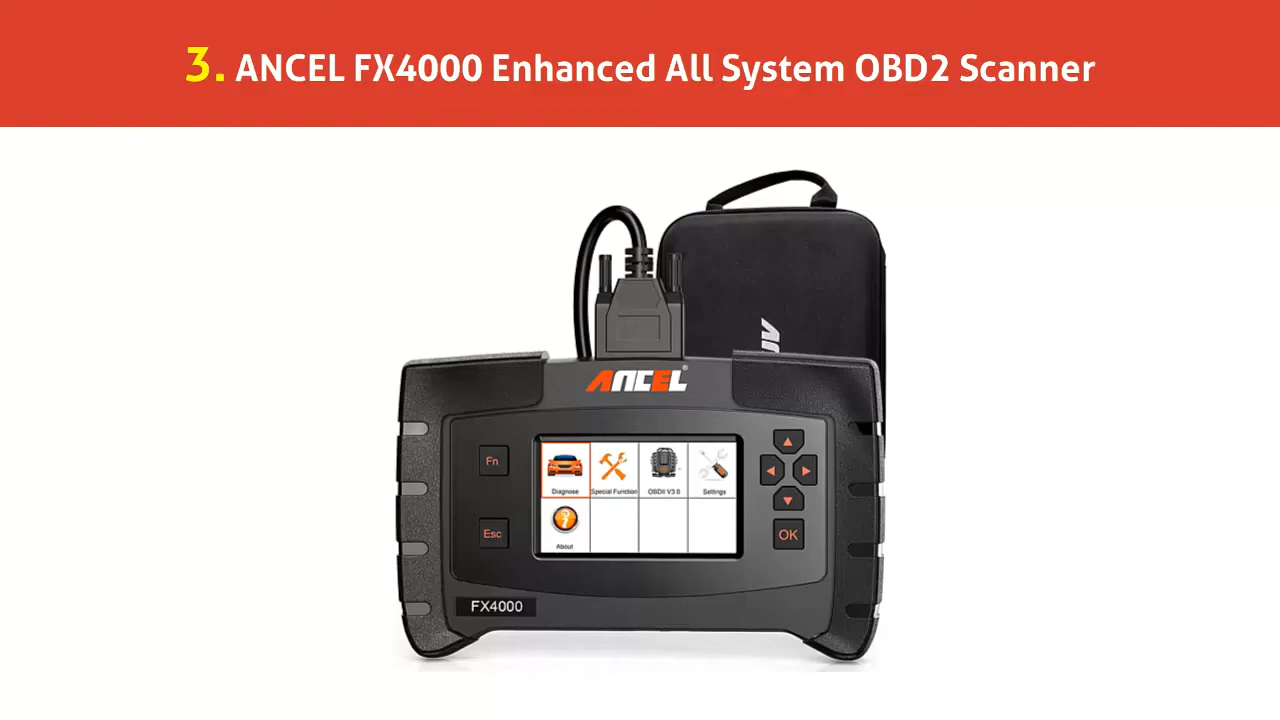 3. ANCEL FX4000 Enhanced All System OBD2 Scanner
ANCEL®
Fn
Diagnose
Special Function
OBDII V3.0
Settings
Esc
About
OK
FX4000